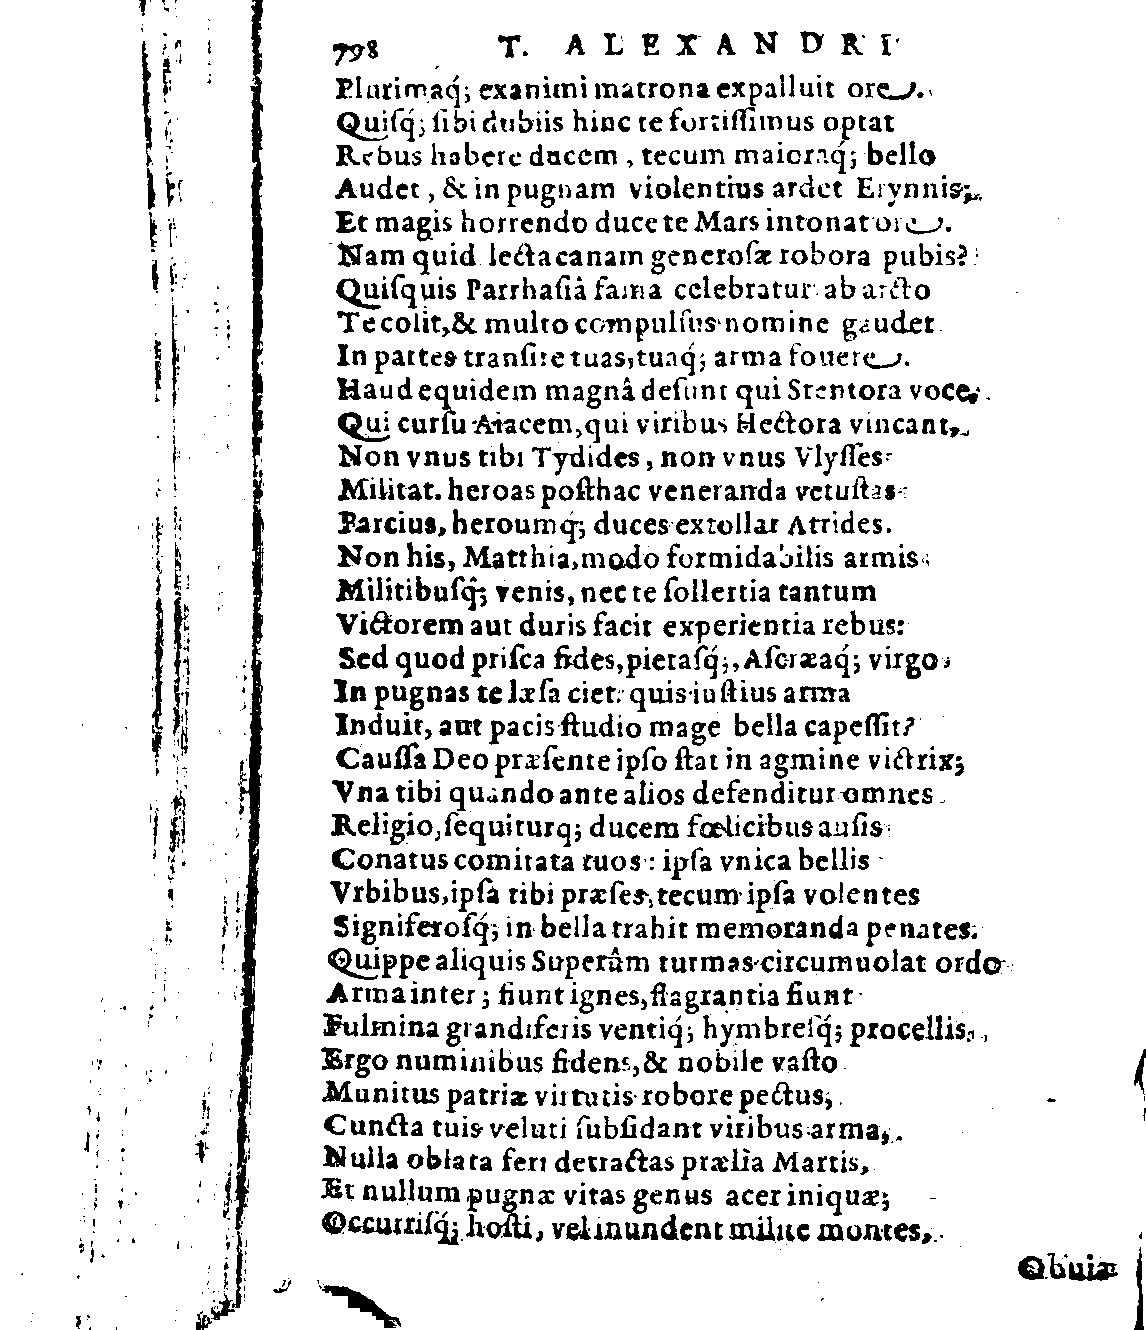 798 T. ALEXANDRI
Plurimaq́; exanimi matrona expalluit ore.
Quiſq́; ſibi dubiis hinc te fortiſſimus optat
Rebus habere ducem, tecum maioraq́; bello
Audet, & in pugnam violentius ardet Erynnis;
Et magis horrendo duce te Mars intonat ore.
Nam quid lecta canam generoſæ robora pubis?
Quiſquis Parrhaſiâ fama celebratur ab arcto
Te colit, & multo compulſus nomine gaudet
In partes tranſire tuas, tuaq́; arma fouere.
Haud equidem magnâ deſunt qui Stentora voce,
Qui curſu Aiacem, qui viribus Hectora vincant,
Non vnus tibi Tydides, non vnus Vlyſſes
Militat. heroas poſthac veneranda vetuſtas
Parcius, heroumq́; duces extollat Atrides.
Non his, Matthia, modo formidabilis armis
Militibuſq́; venis, nec te ſollertia tantum
Victorem aut duris facit experientia rebus:
Sed quod priſca fides, pietaſq́;, Aſcræaq́; virgo
In pugnas te læſa ciet: quis iuſtius arma
Induit, aut pacis ſtudio mage bella capeſſit?
Cauſſa Deo præſente ipſo ſtat in agmine victrix;
Vna tibi quando ante alios defenditur omnes
Religio, ſequiturq; ducem fœlicibus auſis
Conatus comitata tuos: ipſa vnica bellis
Vrbibus, ipſa tibi præſes, tecum ipſa volentes
Signiferoſq́; in bella trahit memoranda penates.
Quippe aliquis Superûm turmas circumuolat ordo
Arma inter; fiunt ignes, flagrantia fiunt
Fulmina grandiferis ventiq́; hymbreſq́; procellis,
Ergo numinibus fidens, & nobile vaſto
Munitus patriæ virtutis robore pectus,
Cuncta tuis veluti ſubſidant viribus arma,
Nulla oblata feri detractas prælia Martis,
Et nullum pugnæ vitas genus acer iniquæ;
Occurriſq́; hoſti, vel inundent milite montes,
Obuia